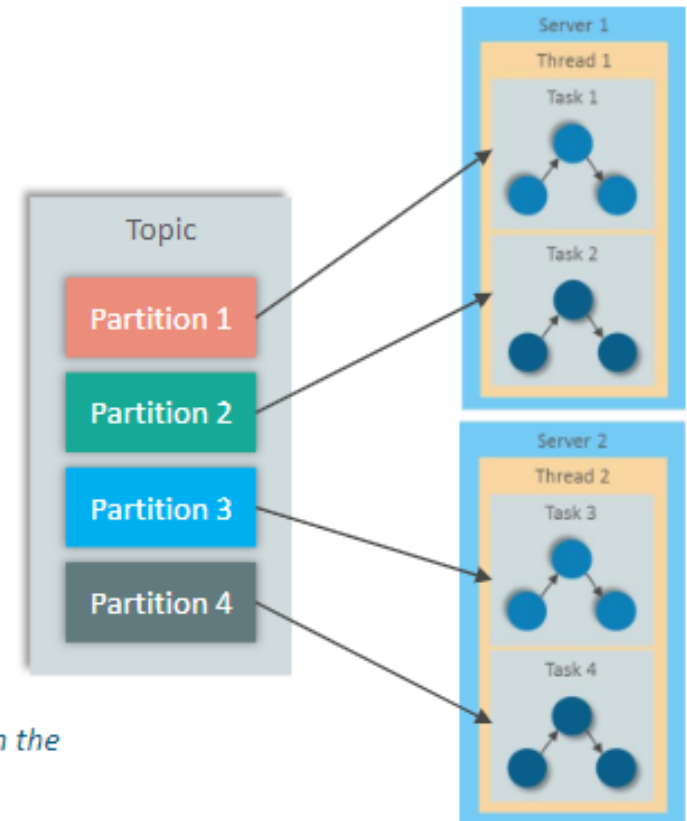 Topic
Partition 1
Partition 2
Partition 3
Partition 4
Server 1
Thread 1
Task 1
Task 2
Server 2
Thread 2
Task 3
Task 4
the